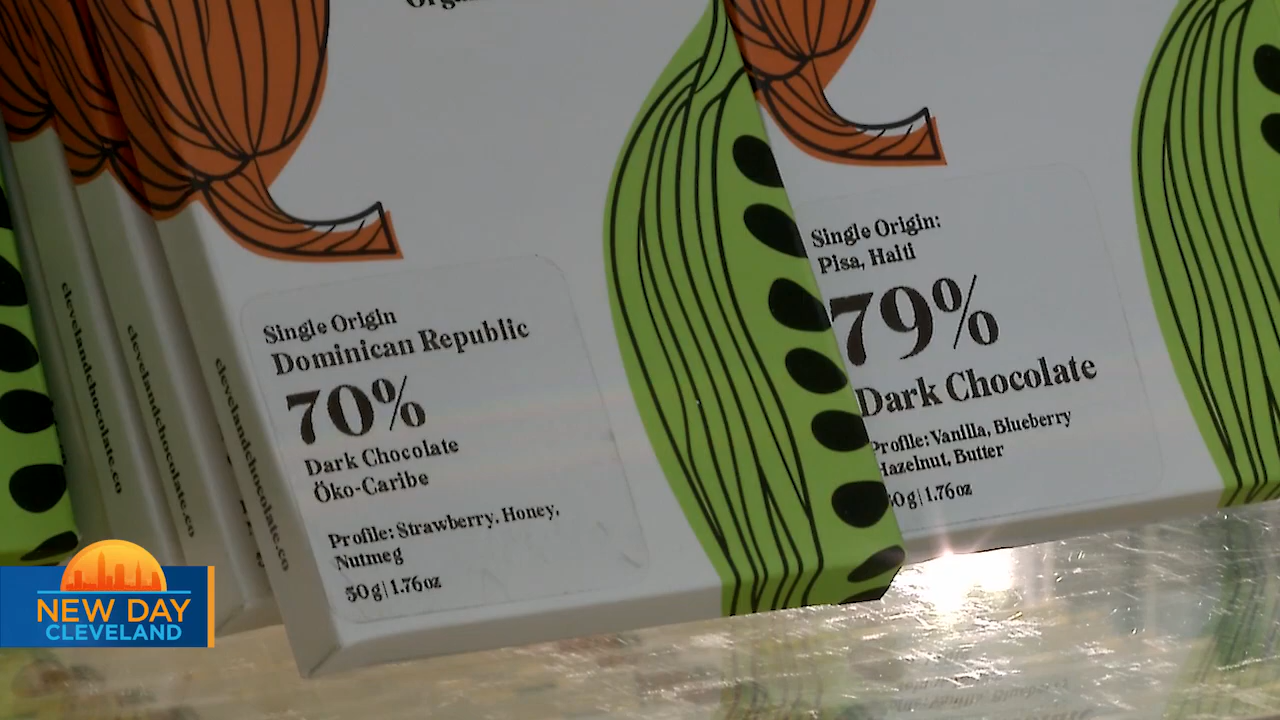 Single Origin
Dominican Republic
70%
Dark Chocolate
Öko-Caribe
Profile: Strawberry. Honey,
Nutmeg
50g|1.76oz
Single Origin:
Pisa, Haiti
79%
Dark Chocolate
Profile: Vanilla, Blueberry
Hazelnut, Butter
50g|1.76oz
clevelandchocolate.co
clevelandchocolate.co
clevelandchocolate.co
NEW DAY
CLEVELAND